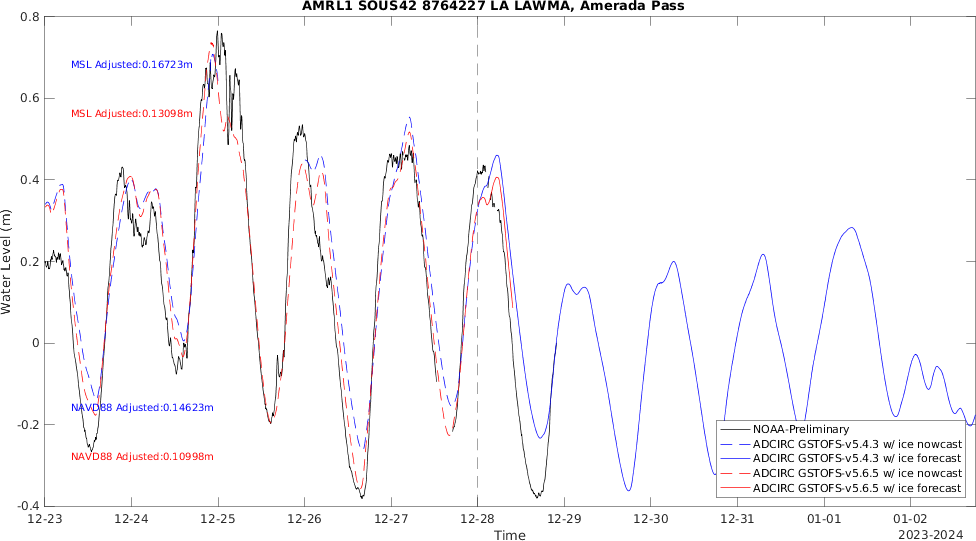 AMRL1 SOUS42 8764227 LA LAWMA, Amerada Pass
0.8
0.6
0.4
0.2
0
-0.2
-0.4
Water Level (m)
MSL Adjusted:0.16723m
MSL Adjusted:0.13098m
NAVD88 Adjusted:0.14623m
NAVD88 Adjusted:0.10998m
NOAA-Preliminary
ADCIRC GSTOFS-v5.4.3 w/ ice nowcast
ADCIRC GSTOFS-v5.4.3 w/ ice forecast
ADCIRC GSTOFS-v5.6.5 w/ ice nowcast
ADCIRC GSTOFS-v5.6.5 w/ ice forecast
12-23 12-24 12-25 12-26 12-27 12-28 12-29 12-30 12-31 01-01 01-02
Time
2023-2024